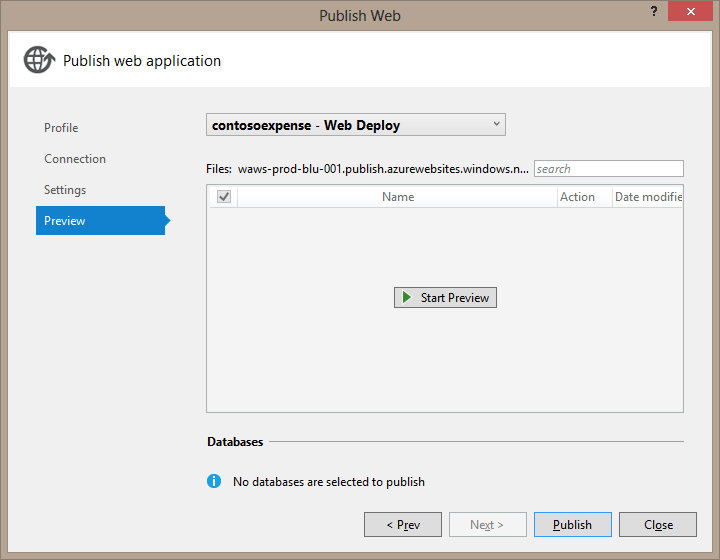 Publish Web
?
Publish web application
Profile
Connection
Settings
Preview
contosoexpense - Web Deploy
Files: waws-prod-blu-001.publish.azurewebsites.windows.n... search
Name Action Date modifie
Start Preview
Databases
No databases are selected to publish
< Prev Next > Publish Close